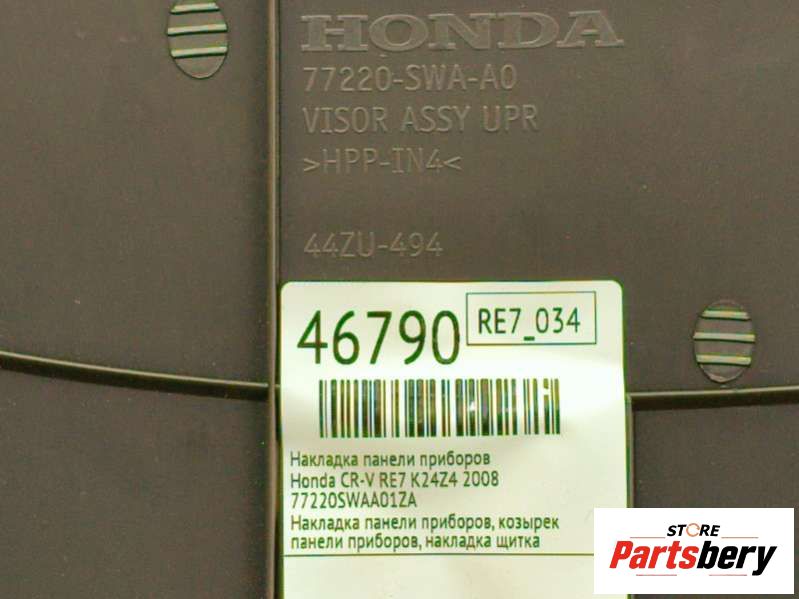 HONDA
77220-SWA-A0
VISOR ASSY UPR
>HPP-IN4<
44ZU-494
46790
RE7_034
Накладка панели приборов
Honda CR-V RE7 K24Z4 2008
77220SWAA01ZA
Накладка панели приборов, козырек
панели приборов, накладка щитка
STORE
Partsbery